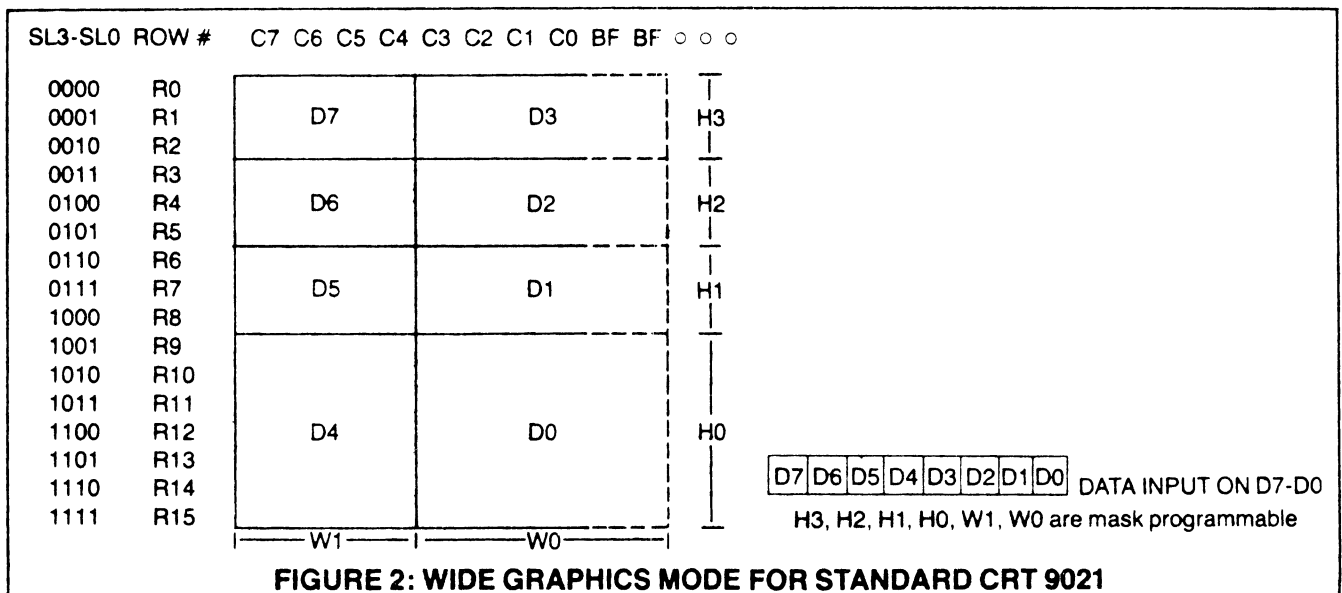 SL3-SL0 ROW # C7 C6 C5 C4 C3 C2 C1 C0 BF BF ○ ○ ○
0000 R0
0001 R1 D7 D3 H3
0010 R2
0011 R3
0100 R4 D6 D2 H2
0101 R5
0110 R6
0111 R7 D5 D1 H1
1000 R8
1001 R9
1010 R10
1011 R11
1100 R12 D4 D0 H0
1101 R13
1110 R14
1111 R15
D7 D6 D5 D4 D3 D2 D1 D0 DATA INPUT ON D7-D0
H3, H2, H1, H0, W1, W0 are mask programmable
W1 W0
FIGURE 2: WIDE GRAPHICS MODE FOR STANDARD CRT 9021